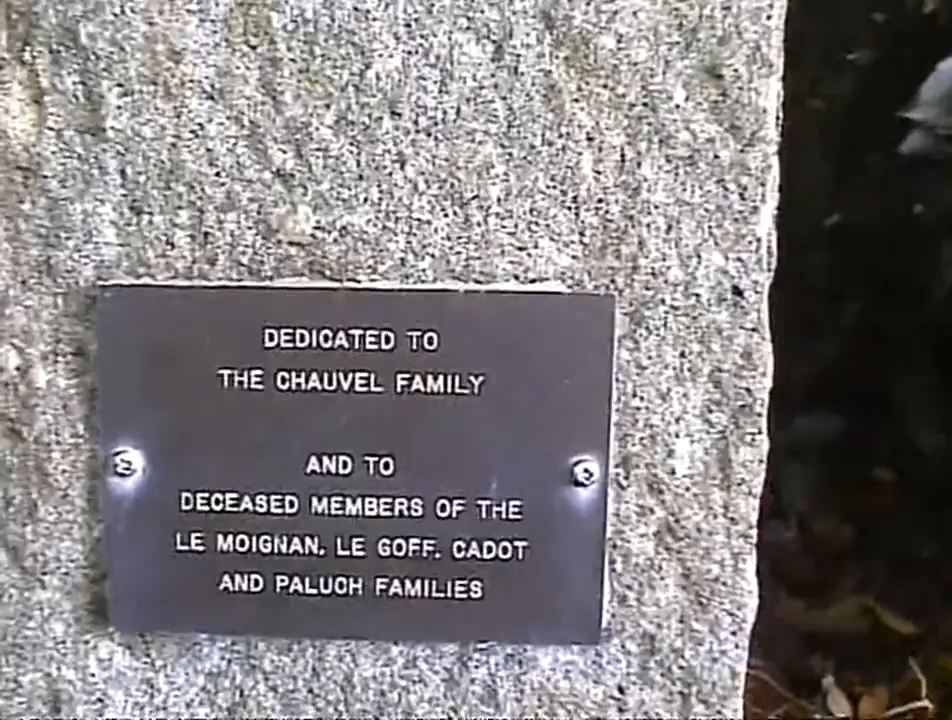 DEDICATED TO
THE CHAUVEL FAMILY
AND TO
DECEASED MEMBERS OF THE
LE MOIGNAN, LE GOFF, CADOT
AND PALUCH FAMILIES